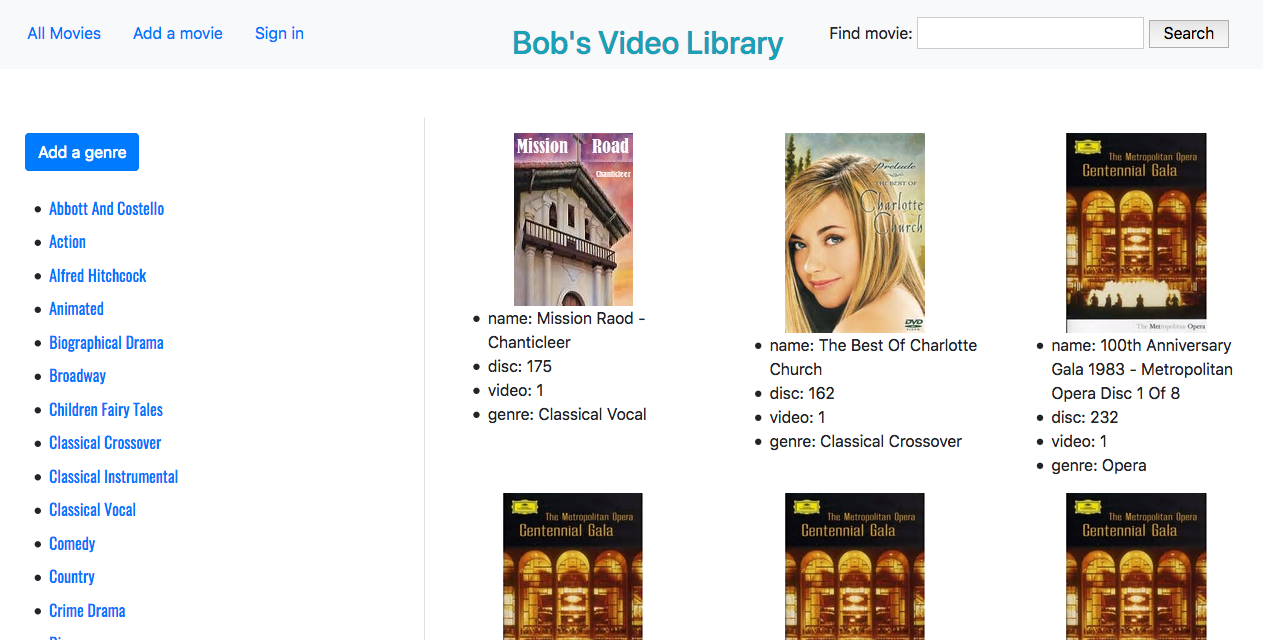 All Movies
Add a movie
Sign in
Bob's Video Library
Find movie:
Search
Add a genre
Abbott And Costello
Action
Alfred Hitchcock
Animated
Biographical Drama
Broadway
Children Fairy Tales
Classical Crossover
Classical Instrumental
Classical Vocal
Comedy
Country
Crime Drama
Mission Road
Chanticleer
name: Mission Raod -
Chanticleer
disc: 175
video: 1
genre: Classical Vocal
Prelude
THE BEST OF
Charlotte
Church
DVD
name: The Best Of Charlotte
Church
disc: 162
video: 1
genre: Classical Crossover
The Metropolitan Opera
Centennial Gala
The Metropolitan Opera
name: 100th Anniversary
Gala 1983 - Metropolitan
Opera Disc 1 Of 8
disc: 232
video: 1
genre: Opera
The Metropolitan Opera
Centennial Gala
The Metropolitan Opera
Centennial Gala
The Metropolitan Opera
Centennial Gala